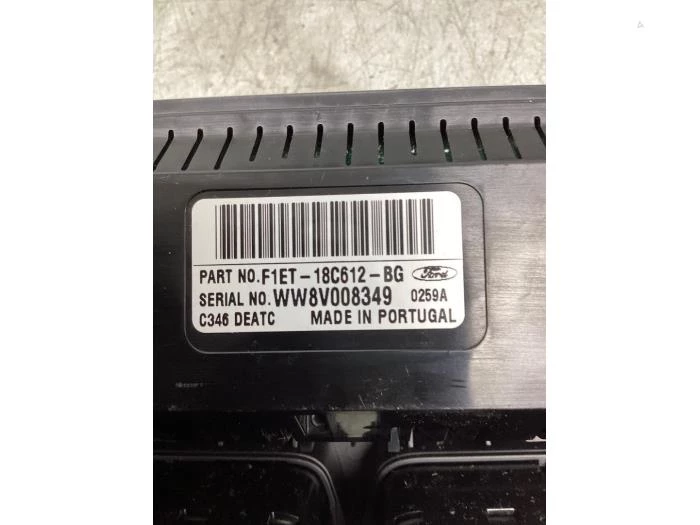 PART NO. F1ET-18C612-BG Ford
SERIAL NO. WW8V008349 0259A
C346 DEATC MADE IN PORTUGAL